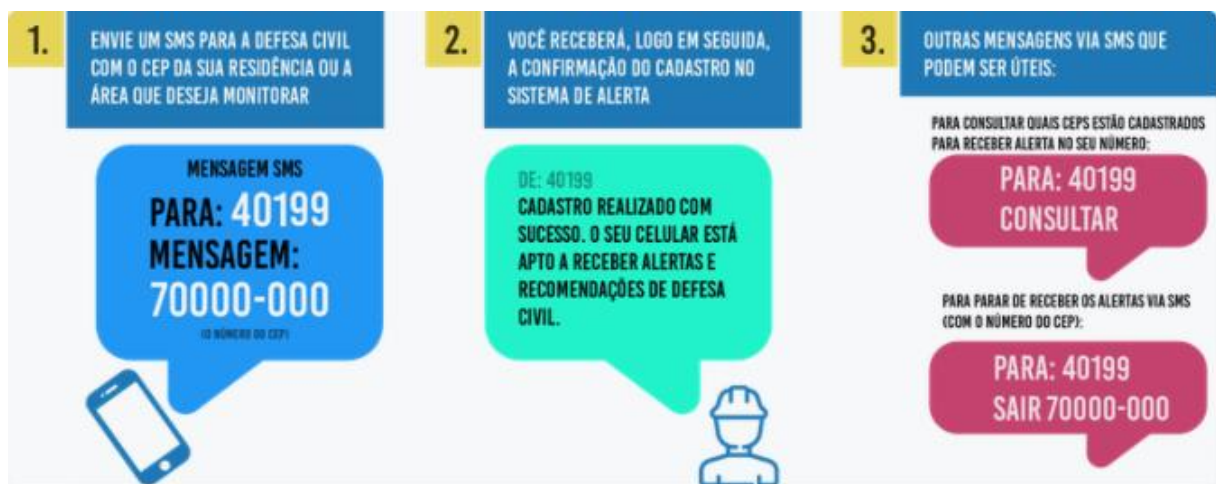 1.
ENVIE UM SMS PARA A DEFESA CIVIL
COM O CEP DA SUA RESIDÊNCIA OU A
ÁREA QUE DESEJA MONITORAR
MENSAGEM SMS
PARA: 40199
MENSAGEM:
70000-000
(O NÚMERO DO CEP)
2.
VOCÊ RECEBERÁ, LOGO EM SEGUIDA,
A CONFIRMAÇÃO DO CADASTRO NO
SISTEMA DE ALERTA
DE: 40199
CADASTRO REALIZADO COM
SUCESSO. O SEU CELULAR ESTÁ
APTO A RECEBER ALERTAS E
RECOMENDAÇÕES DE DEFESA
CIVIL.
3.
OUTRAS MENSAGENS VIA SMS QUE
PODEM SER ÚTEIS:
PARA CONSULTAR QUAIS CEPS ESTÃO CADASTRADOS
PARA RECEBER ALERTA NO SEU NÚMERO:
PARA: 40199
CONSULTAR
PARA PARAR DE RECEBER OS ALERTAS VIA SMS
(COM O NÚMERO DO CEP):
PARA: 40199
SAIR 70000-000